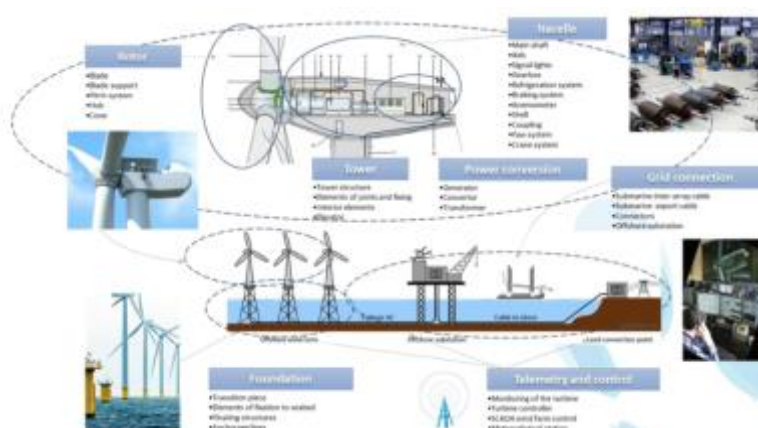 Rotor
•Blade
•Blade support
•Pitch system
•Hub
•Cone
Nacelle
•Main shaft
•Signal lights
•Gearbox
•Refrigeration system
•Braking system
•Anemometer
•Shell
•Coupling
•Yaw system
•Crane system
Tower
•Tower structure
•Elements of joints and fixing
•Interior elements
Power conversion
•Generator
•Convertor
•Transformer
Grid connection
•Submarine inter-array cable
•Submarine export cable
•Connectors
•Offshore substation
Offshore wind farm
Offshore substation
Cable to shore
Land connection point
Foundation
•Transition piece
•Elements of fixation to seabed
•Floating structures
Telemetry and control
•Monitoring of the turbine
•Turbine controller
•SCADA wind farm control